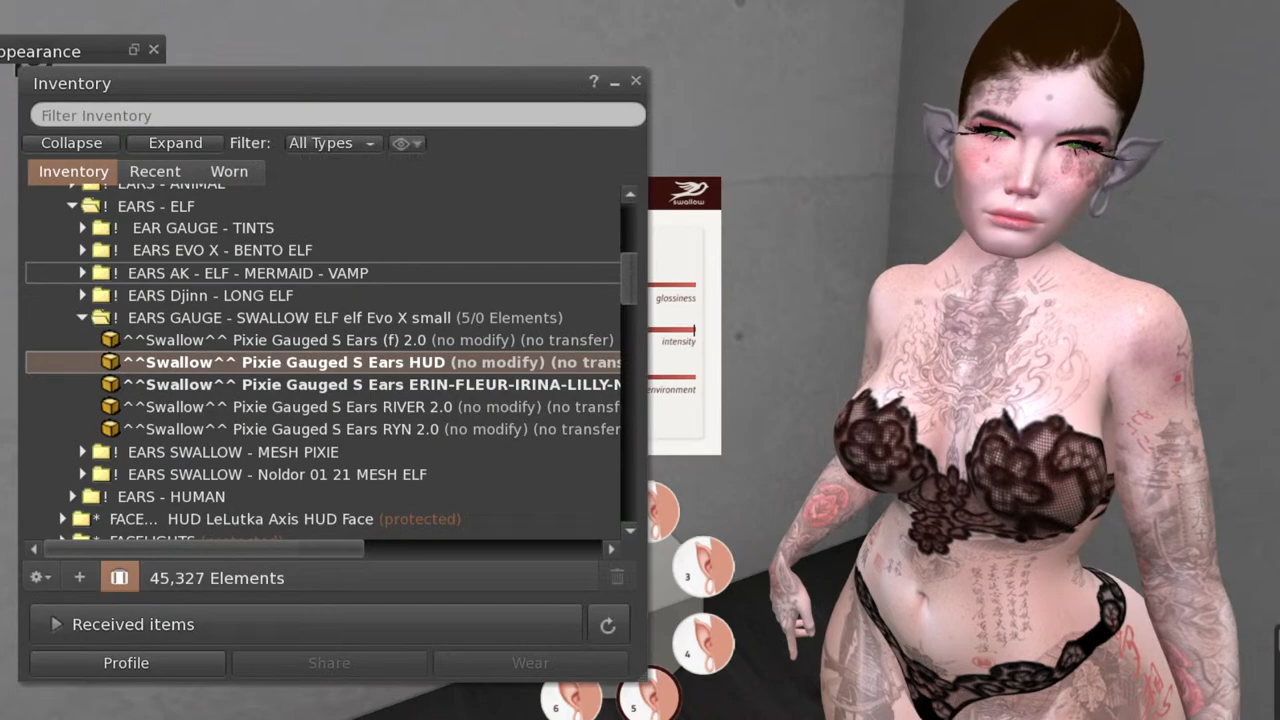 ppearance
Inventory
?
Filter Inventory
Collapse
Expand
Filter:
All Types
Inventory
Recent
Worn
! EARS - ANIMAL
! EARS - ELF
! EAR GAUGE - TINTS
! EARS EVO X - BENTO ELF
! EARS AK - ELF - MERMAID - VAMP
! EARS Djinn - LONG ELF
! EARS GAUGE - SWALLOW ELF elf Evo X small (5/0 Elements)
^^Swallow^^ Pixie Gauged S Ears (f) 2.0 (no modify) (no transfer)
^^Swallow^^ Pixie Gauged S Ears HUD (no modify) (no trans
^^Swallow^^ Pixie Gauged S Ears ERIN-FLEUR-IRINA-LILLY-N
^^Swallow^^ Pixie Gauged S Ears RIVER 2.0 (no modify) (no transf
^^Swallow^^ Pixie Gauged S Ears RYN 2.0 (no modify) (no transfer
! EARS SWALLOW - MESH PIXIE
! EARS SWALLOW - Noldor 01 21 MESH ELF
! EARS - HUMAN
* FACE... HUD LeLutka Axis HUD Face (protected)
* FACELIGHTS (protected)
45,327 Elements
Received items
Profile
Share
Wear
swallow
glossiness
intensity
environment
3
4
6
5